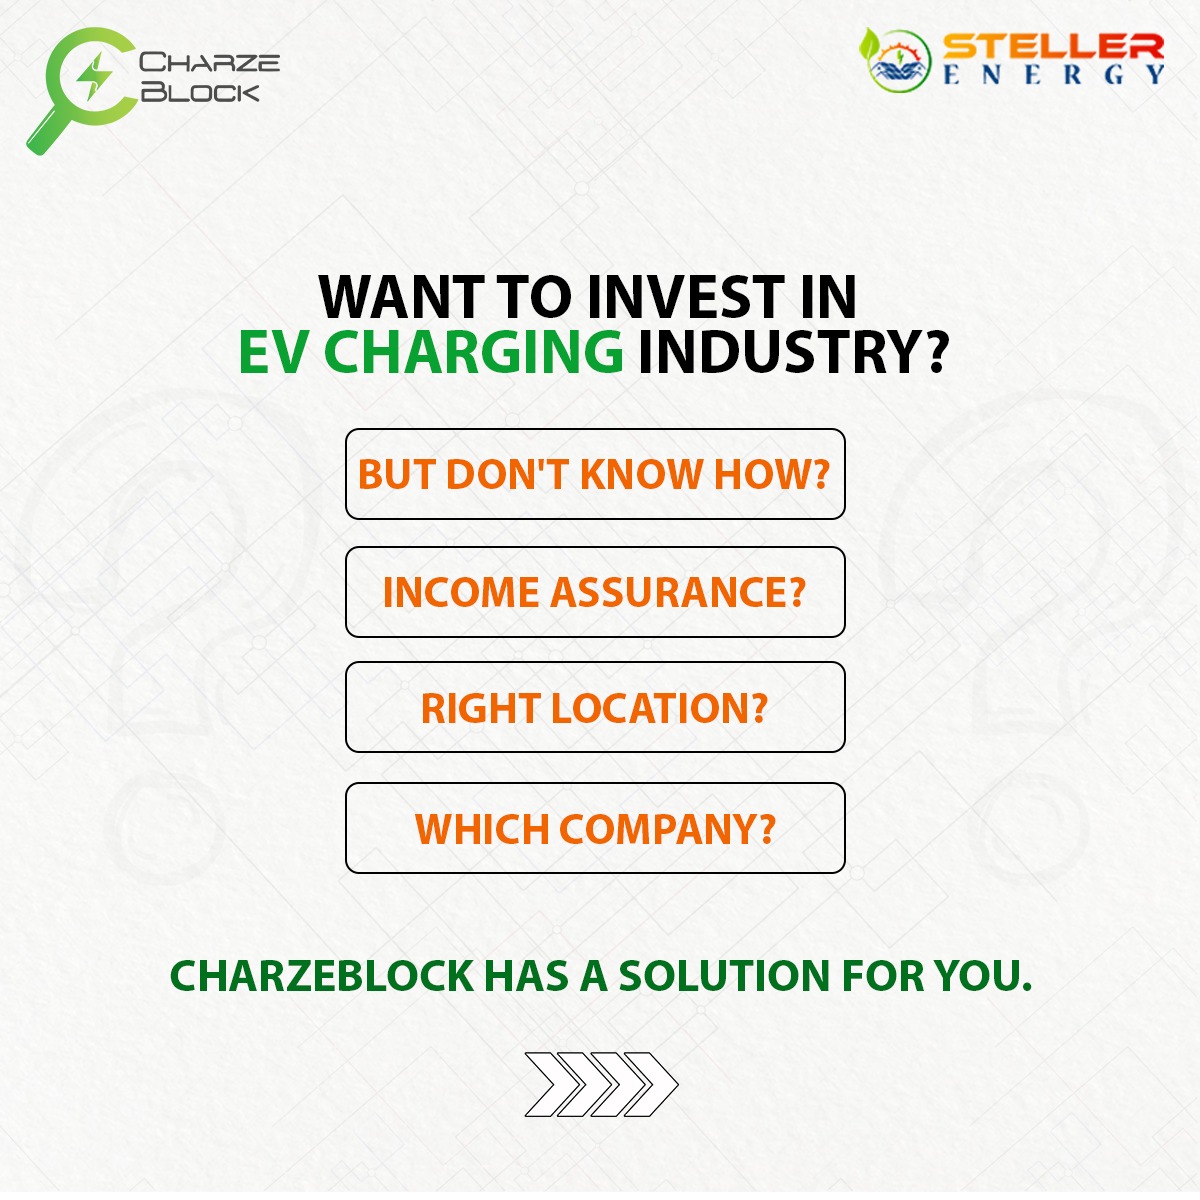 CHARZE
BLOCK
STELLER
ENERGY
WANT TO INVEST IN
EV CHARGING INDUSTRY?
BUT DON'T KNOW HOW?
INCOME ASSURANCE?
RIGHT LOCATION?
WHICH COMPANY?
CHARZEBLOCK HAS A SOLUTION FOR YOU.